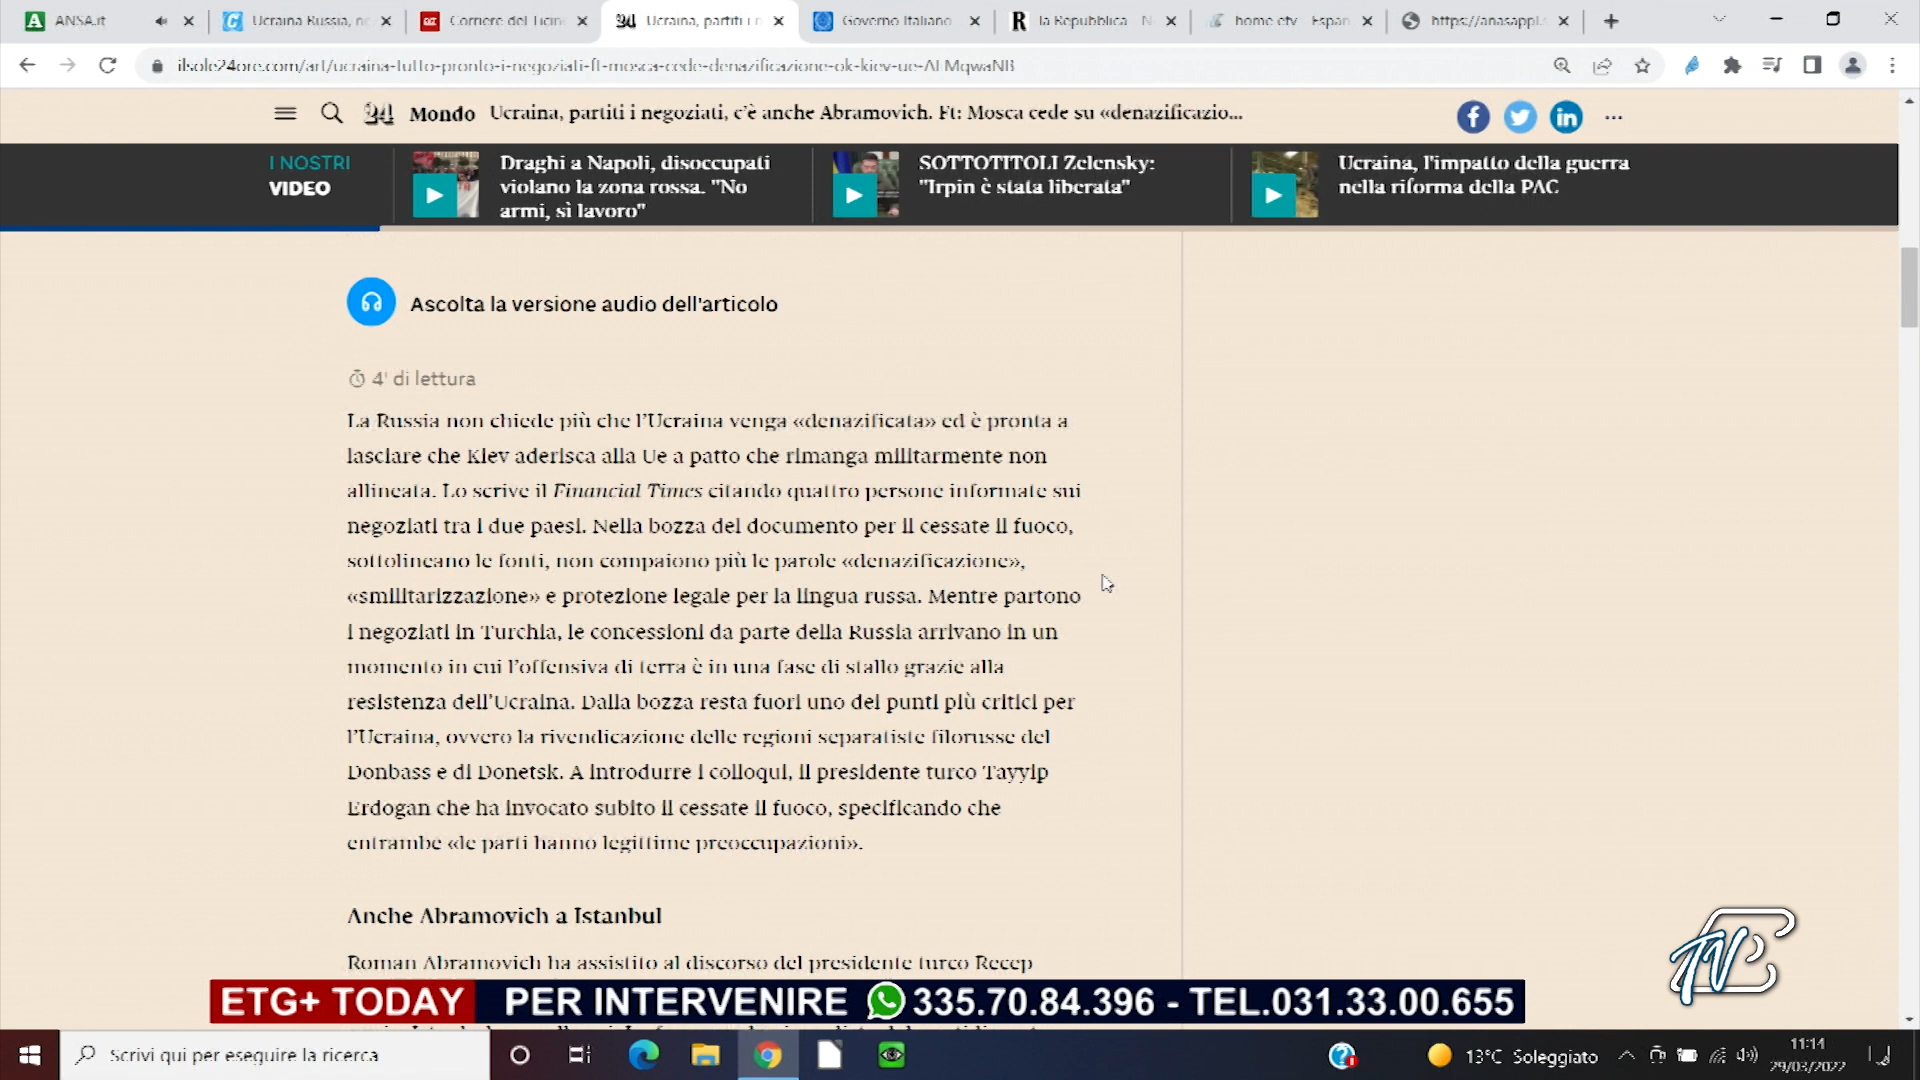 ANSA.it
Ucraina Russia, no
Corriere del Ticin
Ucraina, partiti i n
Governo Italiano
la Repubblica - N
home etv - Espan
https://anasappl.s
ilsole24ore.com/art/ucraina-tutto-pronto-i-negoziati-ft-mosca-cede-denazificazione-ok-kiev-ue-AEMqwaNB
24 Mondo Ucraina, partiti i negoziati, c'è anche Abramovich. Ft: Mosca cede su «denazificazio...
I NOSTRI
VIDEO
Draghi a Napoli, disoccupati
violano la zona rossa. "No
armi, sì lavoro"
SOTTOTITOLI Zelensky:
"Irpin è stata liberata"
Ucraina, l'impatto della guerra
nella riforma della PAC
Ascolta la versione audio dell'articolo
4' di lettura
La Russia non chiede più che l'Ucraina venga «denazificata» ed è pronta a
lasciare che Kiev aderisca alla Ue a patto che rimanga militarmente non
allineata. Lo scrive il Financial Times citando quattro persone informate sui
negoziati tra i due paesi. Nella bozza del documento per il cessate il fuoco,
sottolineano le fonti, non compaiono più le parole «denazificazione»,
«smilitarizzazione» e protezione legale per la lingua russa. Mentre partono
i negoziati in Turchia, le concessioni da parte della Russia arrivano in un
momento in cui l'offensiva di terra è in una fase di stallo grazie alla
resistenza dell'Ucraina. Dalla bozza resta fuori uno dei punti più critici per
l'Ucraina, ovvero la rivendicazione delle regioni separatiste filorusse del
Donbass e di Donetsk. A introdurre i colloqui, il presidente turco Tayyip
Erdogan che ha invocato subito il cessate il fuoco, specificando che
entrambe «le parti hanno legittime preoccupazioni».
Anche Abramovich a Istanbul
Roman Abramovich ha assistito al discorso del presidente turco Recep
ETG+ TODAY PER INTERVENIRE 335.70.84.396 - TEL.031.33.00.655
Scrivi qui per eseguire la ricerca
13°C Soleggiato
11:14
29/03/2022